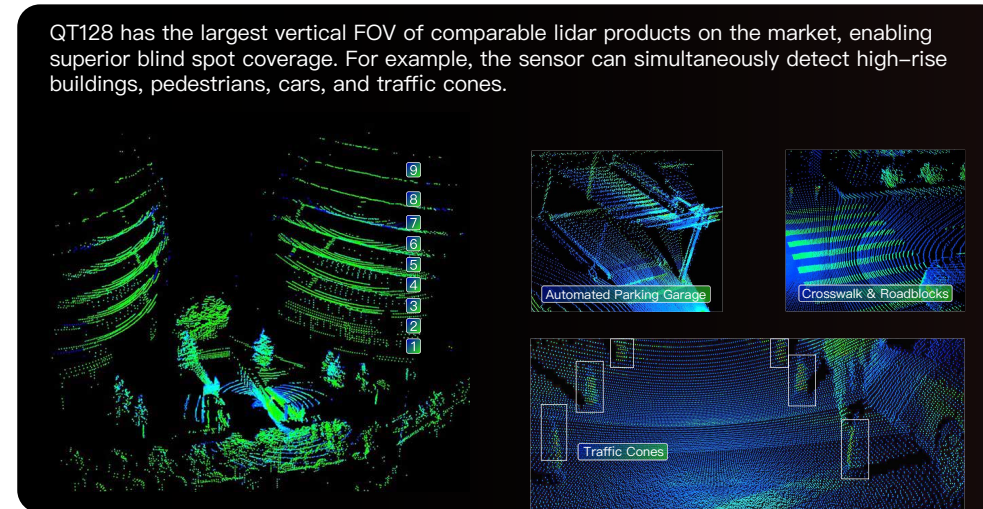 QT128 has the largest vertical FOV of comparable lidar products on the market, enabling
superior blind spot coverage. For example, the sensor can simultaneously detect high-rise
buildings, pedestrians, cars, and traffic cones.
9
8
7
6
5
4
3
2
1
Automated Parking Garage
Crosswalk & Roadblocks
Traffic Cones